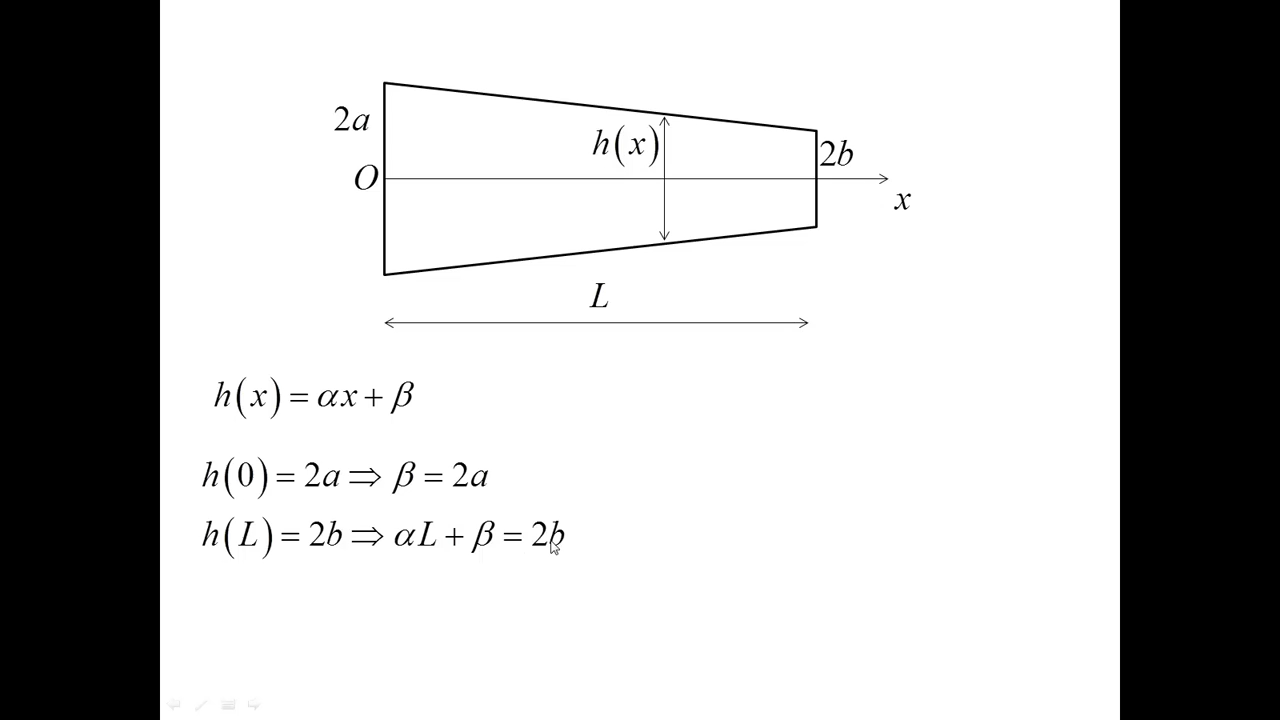 2a
h(x)
2b
O
x
L
h(x) = αx + β
h(0) = 2a ⇒ β = 2a
h(L) = 2b ⇒ αL + β = 2b